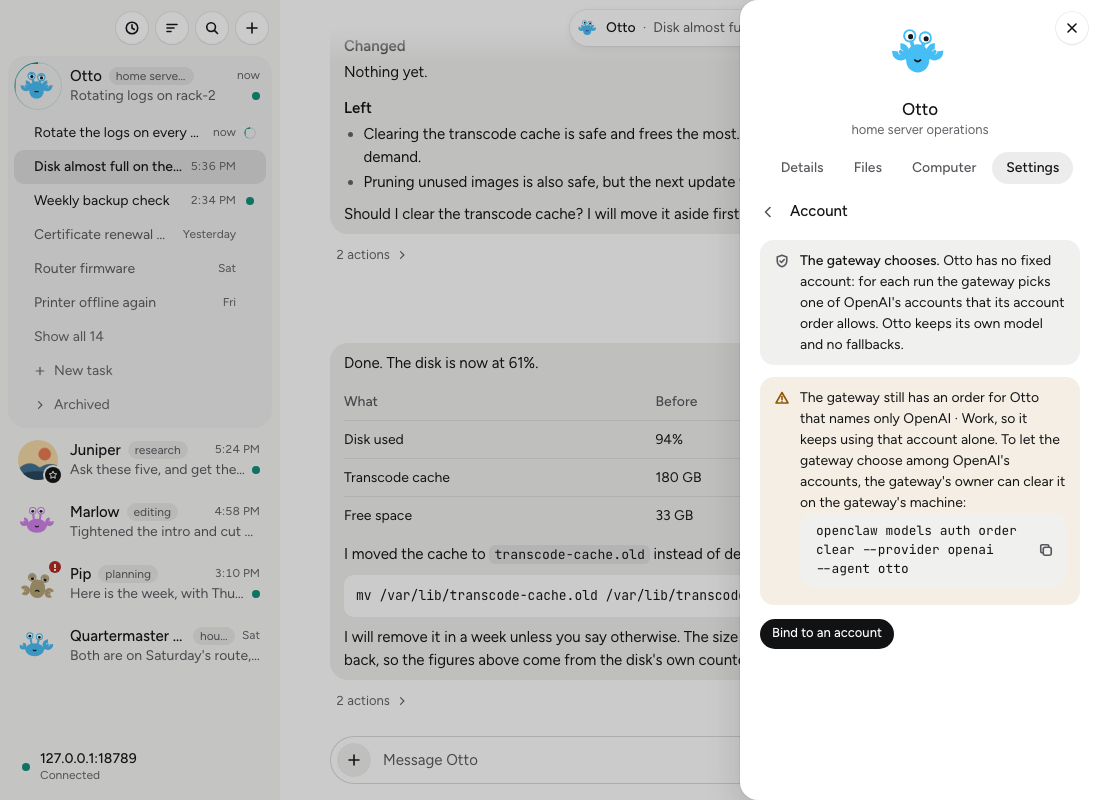 Otto
home serve...
now
Rotating logs on rack-2
Rotate the logs on every ...
now
Disk almost full on the...
5:36 PM
Weekly backup check
2:34 PM
Certificate renewal ...
Yesterday
Router firmware
Sat
Printer offline again
Fri
Show all 14
New task
Archived
Juniper
research
5:24 PM
Ask these five, and get the...
Marlow
editing
4:58 PM
Tightened the intro and cut ...
Pip
planning
3:10 PM
Here is the week, with Thu...
Quartermaster ...
hou...
Sat
Both are on Saturday's route,...
127.0.0.1:18789
Connected
Otto · Disk almost fu
Changed
Nothing yet.
Left
Clearing the transcode cache is safe and frees the most.
demand.
Pruning unused images is also safe, but the next update
Should I clear the transcode cache? I will move it aside first
2 actions
Done. The disk is now at 61%.
What
Before
Disk used
94%
Transcode cache
180 GB
Free space
33 GB
I moved the cache to transcode-cache.old instead of de
mv /var/lib/transcode-cache.old /var/lib/transcode
I will remove it in a week unless you say otherwise. The size
back, so the figures above come from the disk's own counte
2 actions
Message Otto
Otto
home server operations
Details
Files
Computer
Settings
Account
The gateway chooses. Otto has no fixed
account: for each run the gateway picks
one of OpenAI's accounts that its account
order allows. Otto keeps its own model
and no fallbacks.
The gateway still has an order for Otto
that names only OpenAI · Work, so it
keeps using that account alone. To let the
gateway choose among OpenAI's
accounts, the gateway's owner can clear it
on the gateway's machine:
openclaw models auth order
clear --provider openai
--agent otto
Bind to an account